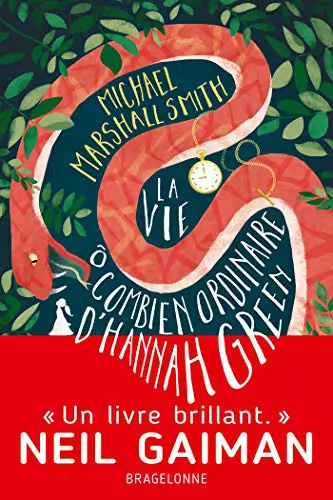 MICHAEL
MARSHALL SMITH
LA
VIE
Ô COMBIEN ORDINAIRE
D'HANNAH GREEN
« Un livre brillant. »
NEIL GAIMAN
BRAGELONNE